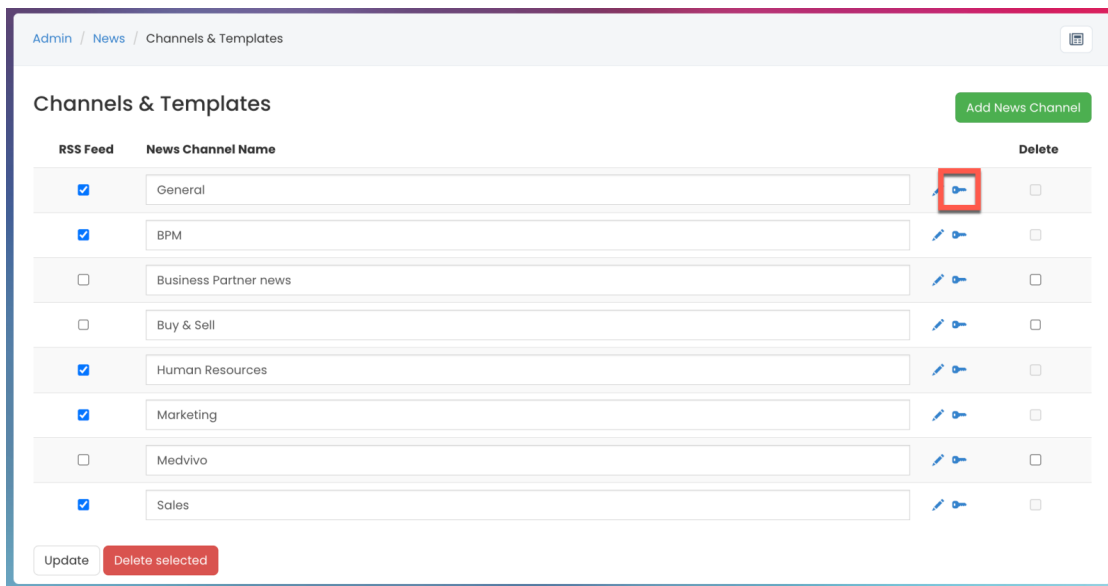 Admin / News / Channels & Templates
Channels & Templates
Add News Channel
RSS Feed News Channel Name Delete
General
BPM
Business Partner news
Buy & Sell
Human Resources
Marketing
Medvivo
Sales
Update Delete selected